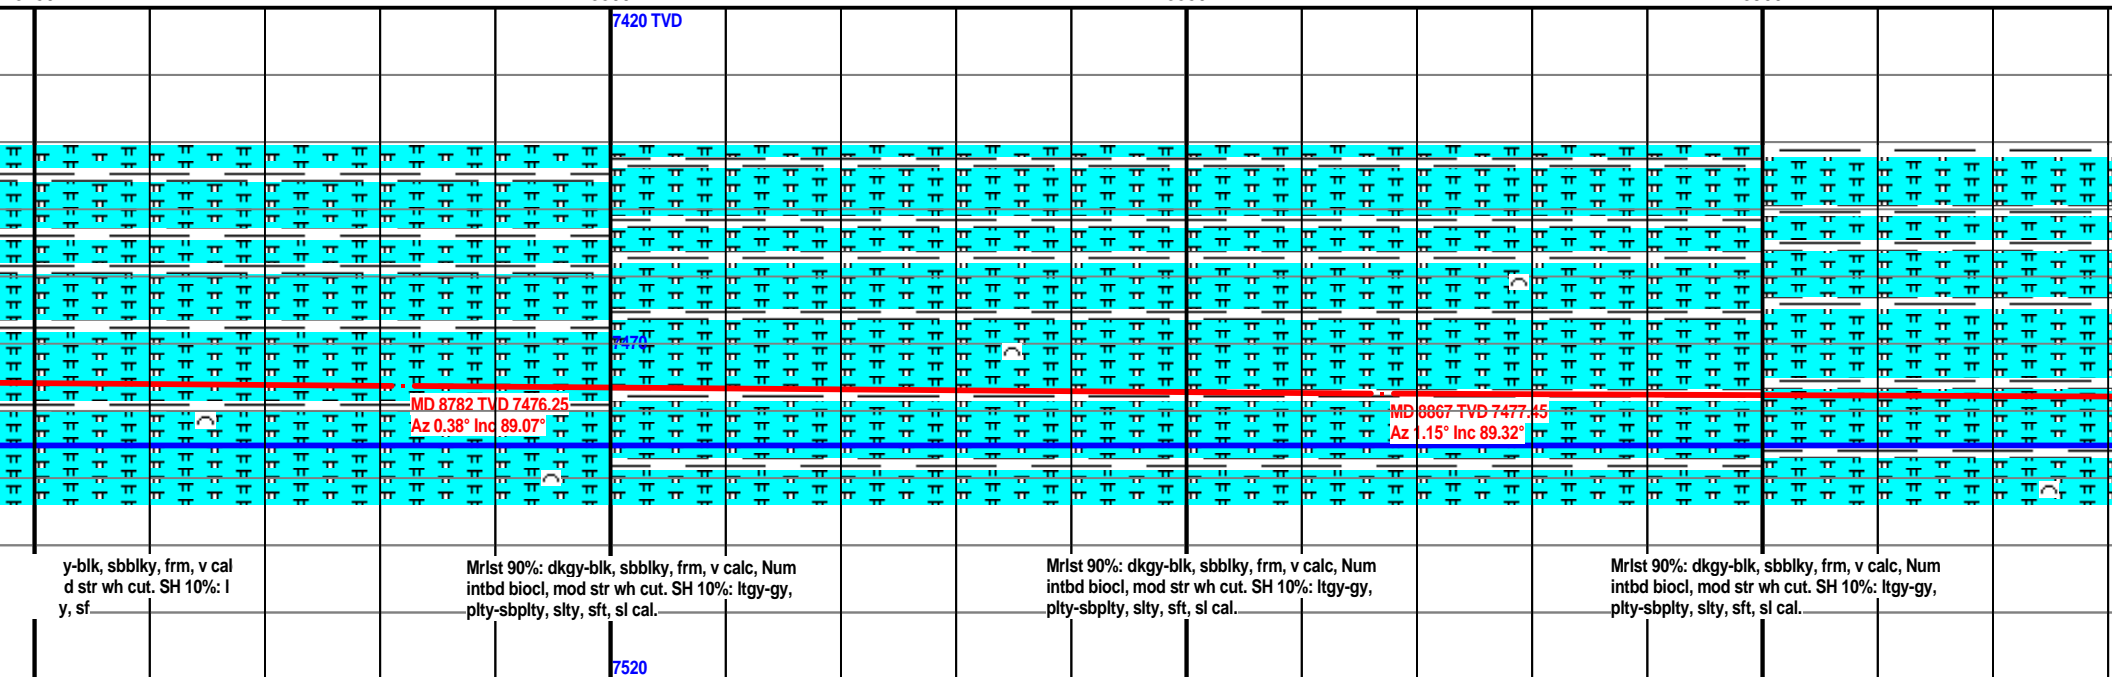 7420 TVD
7470
MD 8782 TVD 7476.25
Az 0.38° Inc 89.07°
MD 8867 TVD 7477.45
Az 1.15° Inc 89.32°
y-blk, sbblky, frm, v cal
d str wh cut. SH 10%: l
y, sf
Mrlst 90%: dkgy-blk, sbblky, frm, v calc, Num
intbd biocl, mod str wh cut. SH 10%: ltgy-gy,
plty-sbplty, slty, sft, sl cal.
Mrlst 90%: dkgy-blk, sbblky, frm, v calc, Num
intbd biocl, mod str wh cut. SH 10%: ltgy-gy,
plty-sbplty, slty, sft, sl cal.
Mrlst 90%: dkgy-blk, sbblky, frm, v calc, Num
intbd biocl, mod str wh cut. SH 10%: ltgy-gy,
plty-sbplty, slty, sft, sl cal.
7520